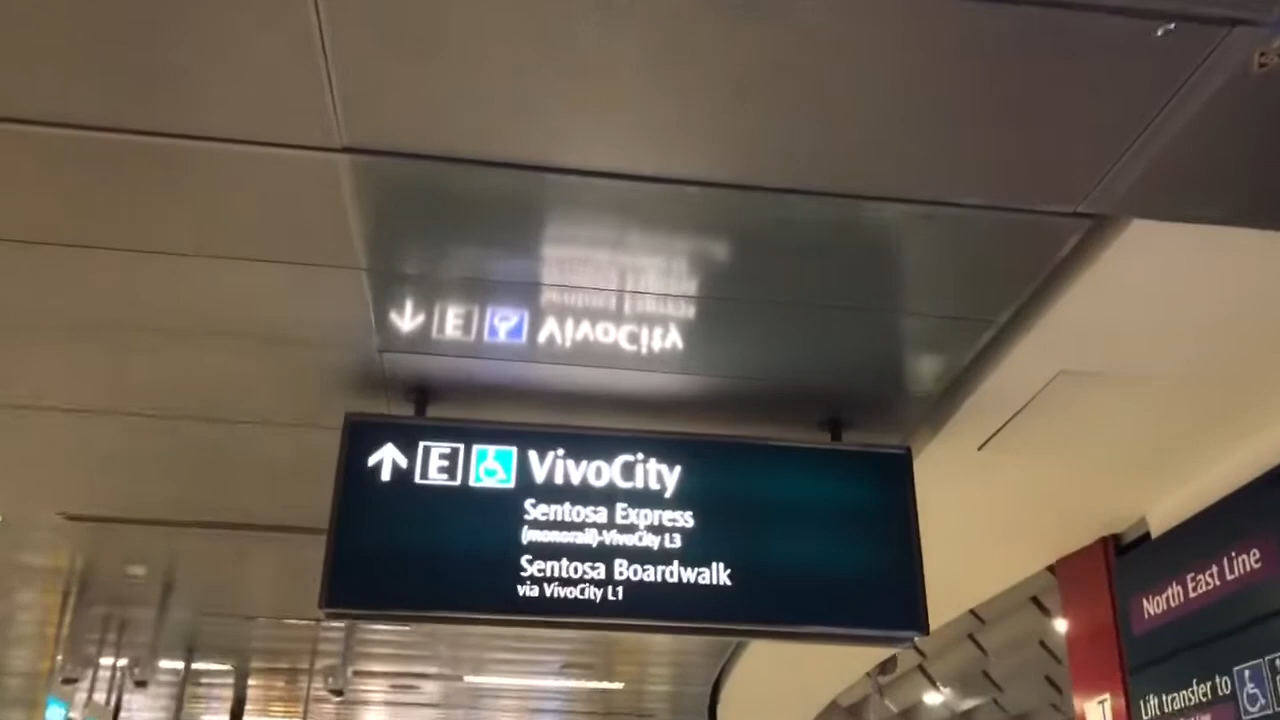 E VivoCity
Sentosa Express
(monorail)-VivoCity L3
Sentosa Boardwalk
via VivoCity L1
North East Line
Lift transfer to